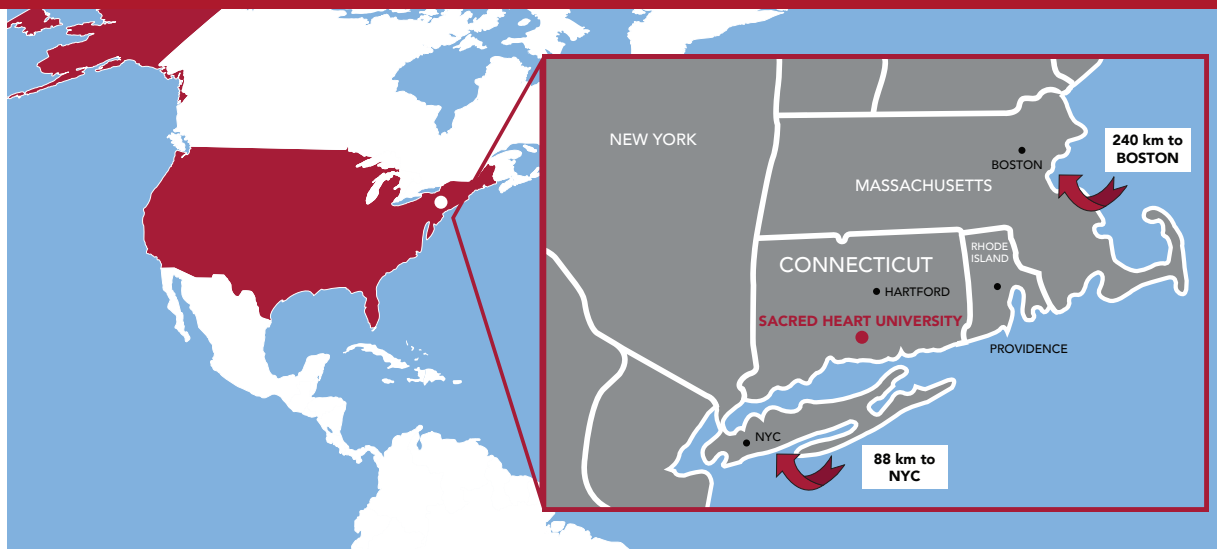 NEW YORK
240 km to
BOSTON
BOSTON
MASSACHUSETTS
RHODE
ISLAND
CONNECTICUT
HARTFORD
SACRED HEART UNIVERSITY
PROVIDENCE
NYC
88 km to
NYC